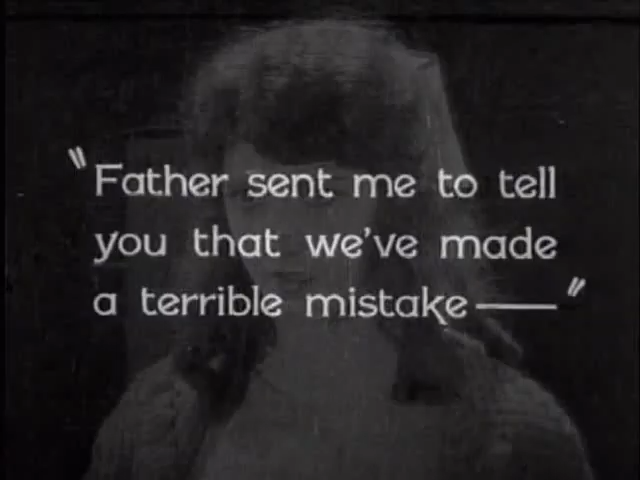 "Father sent me to tell
you that we've made
a terrible mistake——"